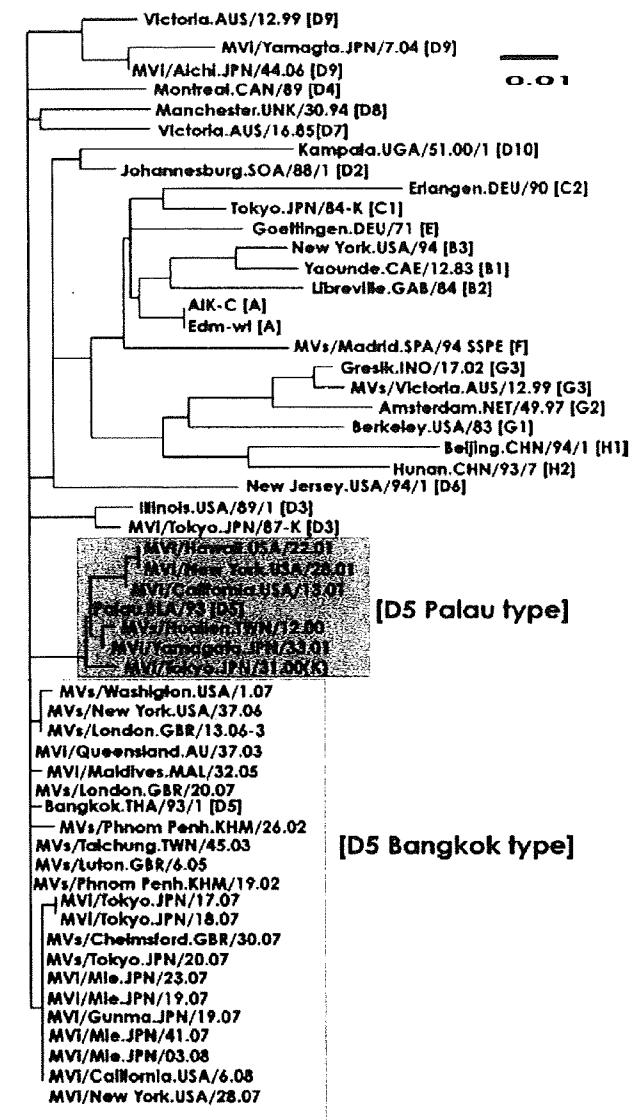 Victoria.AUS/12.99 [D9]
MVi/Yamagta.JPN/7.04 [D9]
MVi/Aichi.JPN/44.06 [D9]
0.01
Montreal.CAN/89 [D4]
Manchester.UNK/30.94 [D8]
Victoria.AUS/16.85[D7]
Kampala.UGA/51.00/1 [D10]
Johannesburg.SOA/88/1 [D2]
Erlangen.DEU/90 [C2]
Tokyo.JPN/84-K [C1]
Goettingen.DEU/71 [E]
New York.USA/94 [B3]
Yaounde.CAE/12.83 [B1]
Libreville.GAB/84 [B2]
AIK-C [A]
Edm-wt [A]
MVs/Madrid.SPA/94 SSPE [F]
Gresik.INO/17.02 [G3]
MVs/Victoria.AUS/12.99 [G3]
Amsterdam.NET/49.97 [G2]
Berkeley.USA/83 [G1]
Beijing.CHN/94/1 [H1]
Hunan.CHN/93/7 [H2]
New Jersey.USA/94/1 [D6]
Illinois.USA/89/1 [D3]
MVi/Tokyo.JPN/87-K [D3]
MVi/Hawaii.USA/22.01
MVi/New York.USA/28.01
MVi/California.USA/13.01
Palau.BLA/93 [D5]
[D5 Palau type]
MVs/Hualien.TWN/12.00
MVi/Yamagata.JPN/33.01
MVi/Tokyo.JPN/31.00(K)
MVs/Washigton.USA/1.07
MVs/New York.USA/37.06
MVs/London.GBR/13.06-3
MVi/Queensland.AU/37.03
MVi/Maldives.MAL/32.05
MVs/London.GBR/20.07
Bangkok.THA/93/1 [D5]
MVs/Phnom Penh.KHM/26.02
MVs/Taichung.TWN/45.03
[D5 Bangkok type]
MVs/Luton.GBR/6.05
MVs/Phnom Penh.KHM/19.02
MVi/Tokyo.JPN/17.07
MVi/Tokyo.JPN/18.07
MVs/Chelmsford.GBR/30.07
MVs/Tokyo.JPN/20.07
MVi/Mie.JPN/23.07
MVi/Mie.JPN/19.07
MVi/Gunma.JPN/19.07
MVi/Mie.JPN/41.07
MVi/Mie.JPN/03.08
MVi/California.USA/6.08
MVi/New York.USA/28.07